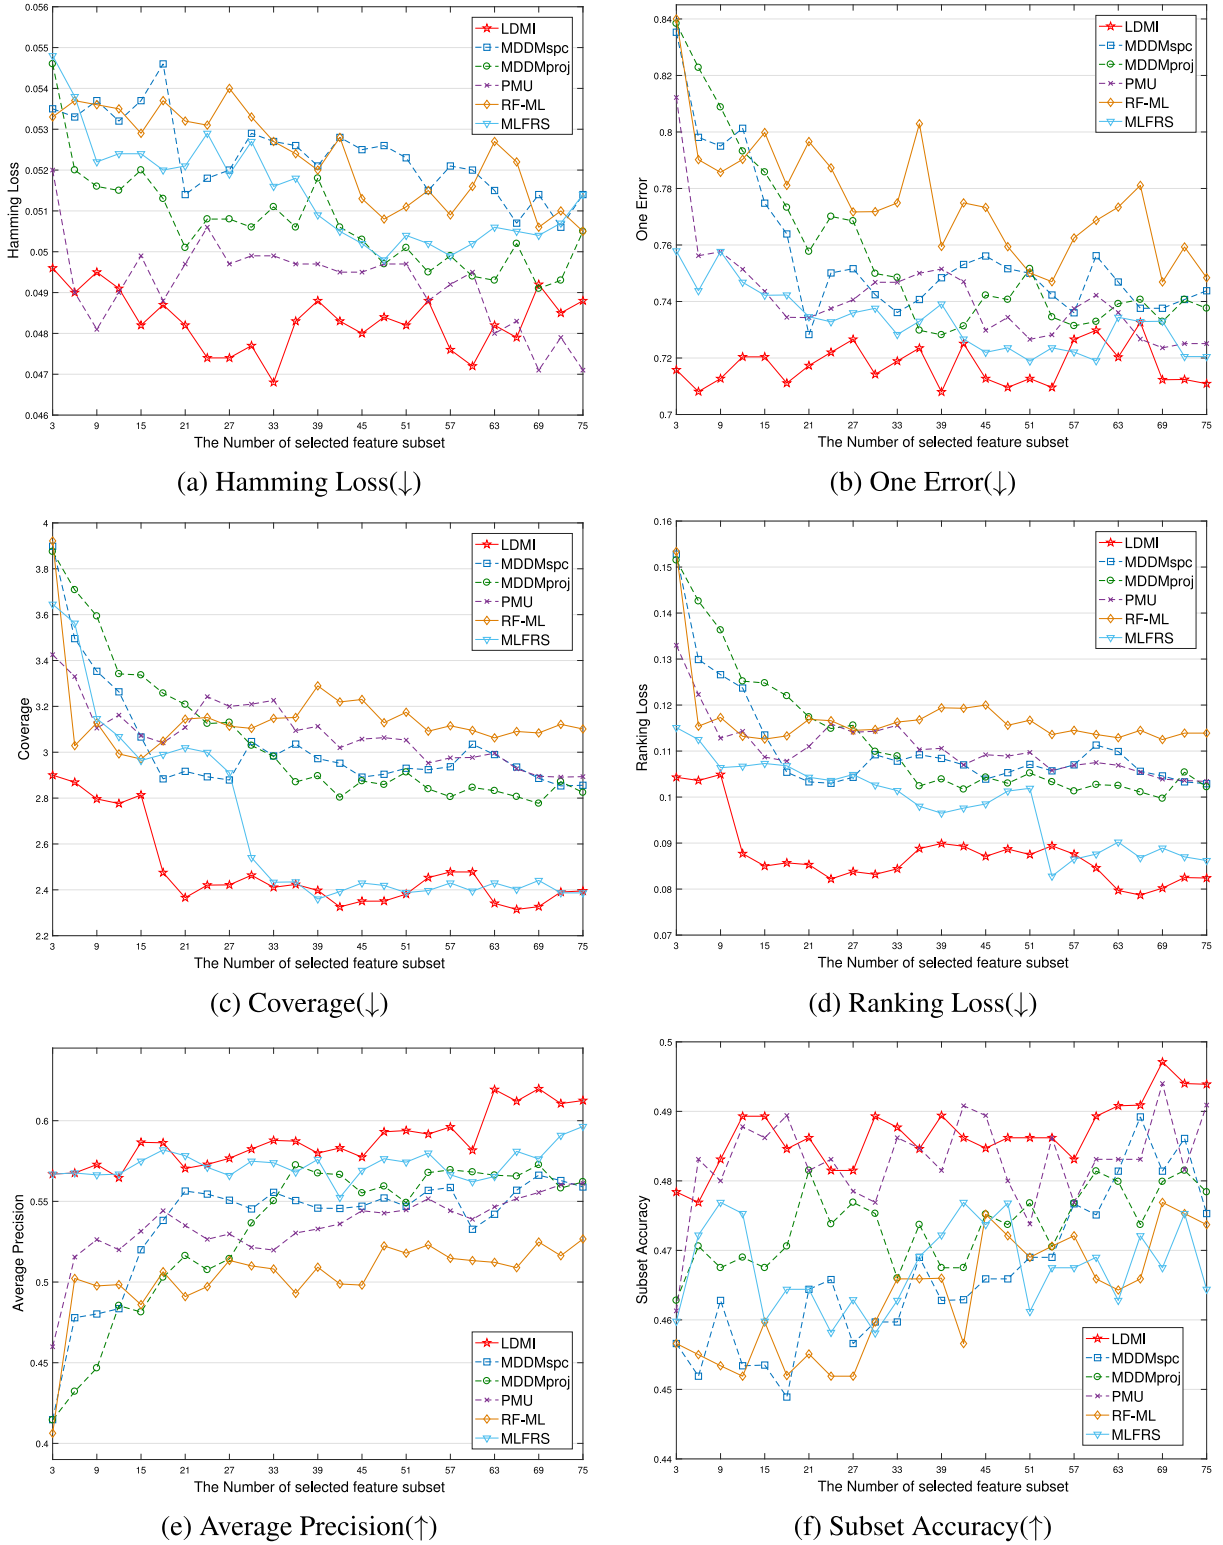 0.056
0.055
0.054
0.053
0.052
0.051
0.05
0.049
0.048
0.047
0.046
Hamming Loss
3 9 15 21 27 33 39 45 51 57 63 69 75
The Number of selected feature subset
LDMI
MDDMspc
MDDMproj
PMU
RF-ML
MLFRS
(a) Hamming Loss(↓)
0.84
0.82
0.8
0.78
0.76
0.74
0.72
0.7
One Error
3 9 15 21 27 33 39 45 51 57 63 69 75
The Number of selected feature subset
LDMI
MDDMspc
MDDMproj
PMU
RF-ML
MLFRS
(b) One Error(↓)
4
3.8
3.6
3.4
3.2
3
2.8
2.6
2.4
2.2
Coverage
3 9 15 21 27 33 39 45 51 57 63 69 75
The Number of selected feature subset
LDMI
MDDMspc
MDDMproj
PMU
RF-ML
MLFRS
(c) Coverage(↓)
0.16
0.15
0.14
0.13
0.12
0.11
0.1
0.09
0.08
0.07
Ranking Loss
3 9 15 21 27 33 39 45 51 57 63 69 75
The Number of selected feature subset
LDMI
MDDMspc
MDDMproj
PMU
RF-ML
MLFRS
(d) Ranking Loss(↓)
0.6
0.55
0.5
0.45
0.4
Average Precision
3 9 15 21 27 33 39 45 51 57 63 69 75
The Number of selected feature subset
LDMI
MDDMspc
MDDMproj
PMU
RF-ML
MLFRS
(e) Average Precision(↑)
0.5
0.49
0.48
0.47
0.46
0.45
0.44
Subset Accuracy
3 9 15 21 27 33 39 45 51 57 63 69 75
The Number of selected feature subset
LDMI
MDDMspc
MDDMproj
PMU
RF-ML
MLFRS
(f) Subset Accuracy(↑)